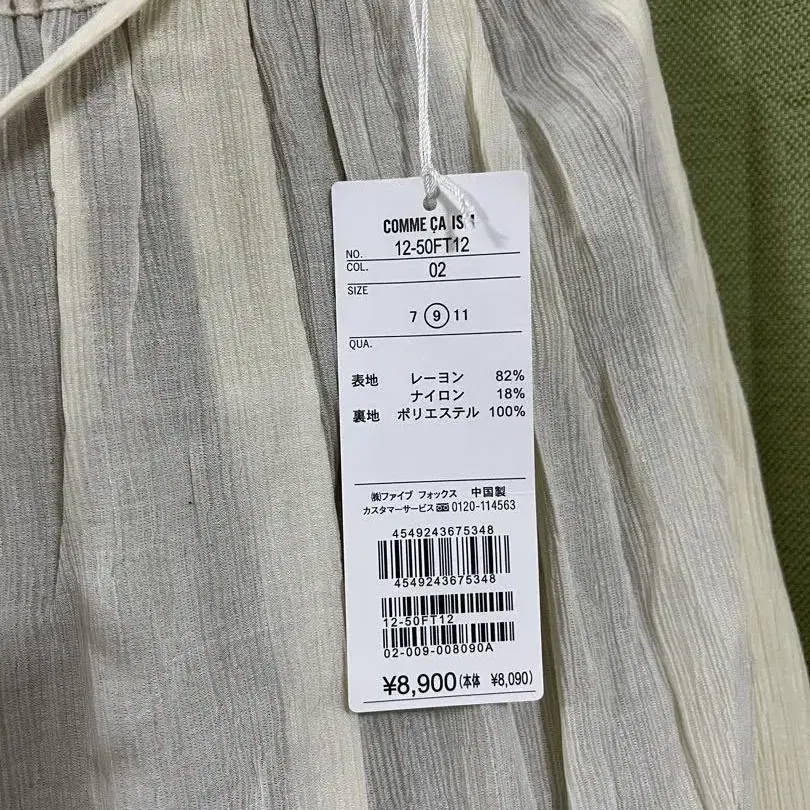 COMME ÇA ISM
NO. 12-50FT12
COL. 02
SIZE
7 9 11
QUA.
表地 レーヨン 82%
ナイロン 18%
裏地 ポリエステル 100%
㈱ファイブ フォックス 中国製
カスタマーサービス 0120-114563
4549243675348
4549243675348
12-50FT12
02-009-008090A
¥8,900(本体 ¥8,090)